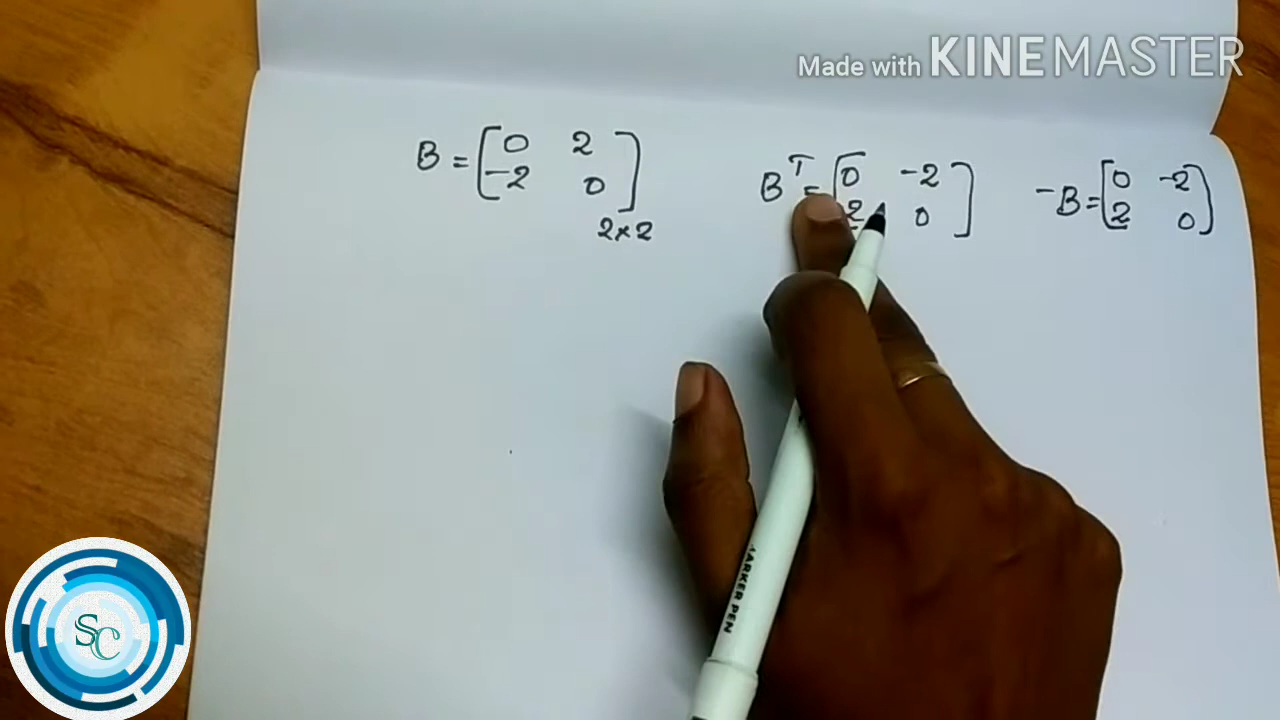 Made with KINEMASTER
B = [ 0 2
-2 0 ] 2×2
B^T = [ 0 -2
2 0 ]
-B = [ 0 -2
2 0 ]
MARKER PEN
SC